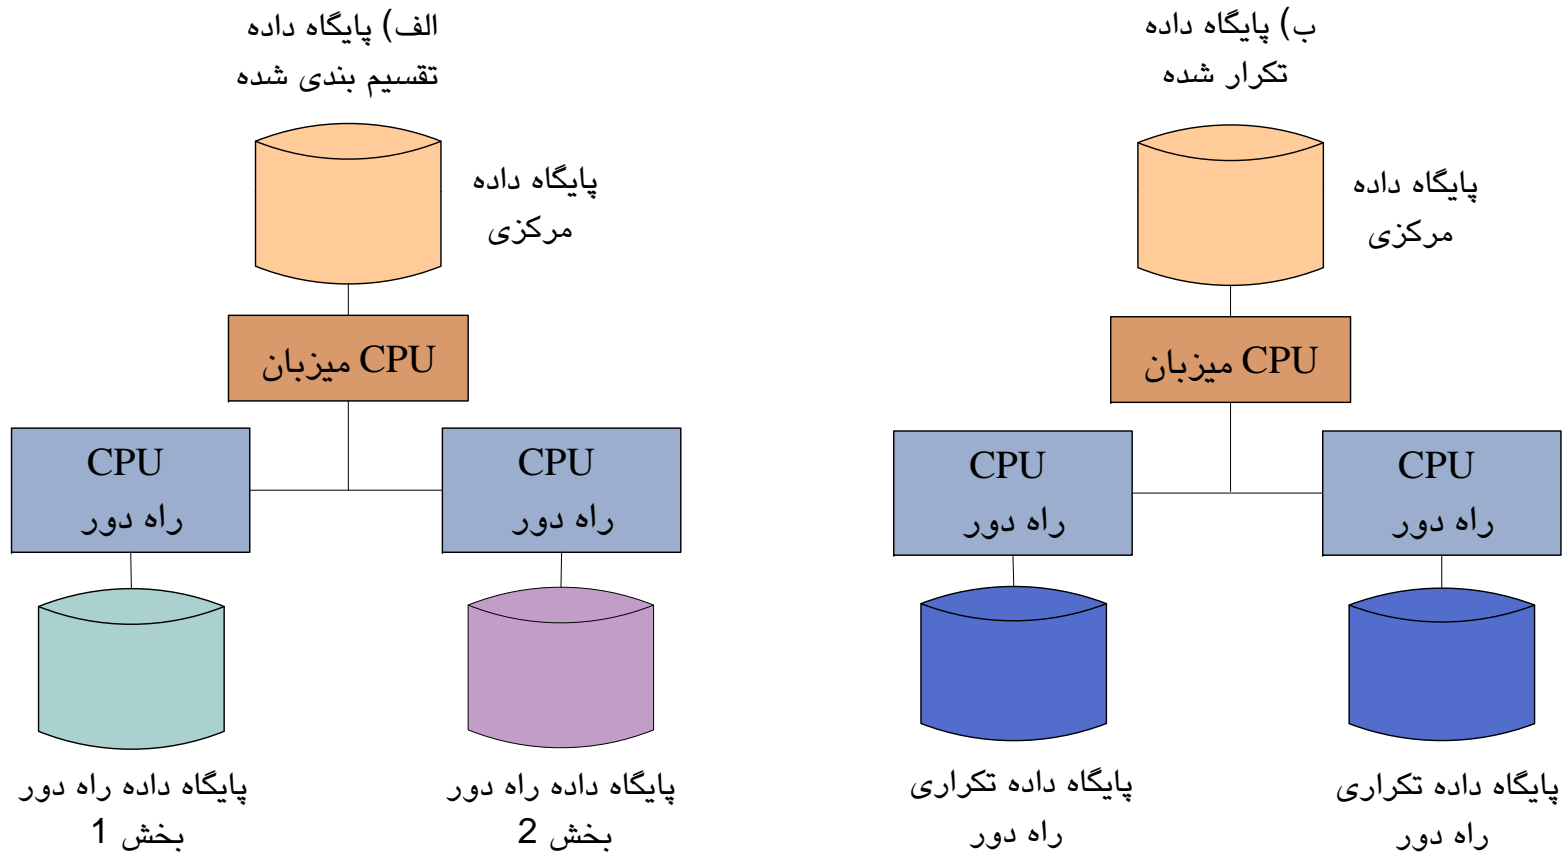 الف) پایگاه داده
تقسیم بندی شده
پایگاه داده
مرکزی
CPU میزبان
CPU
راه دور
CPU
راه دور
پایگاه داده راه دور
بخش 1
پایگاه داده راه دور
بخش 2
ب) پایگاه داده
تکرار شده
پایگاه داده
مرکزی
CPU میزبان
CPU
راه دور
CPU
راه دور
پایگاه داده تکراری
راه دور
پایگاه داده تکراری
راه دور